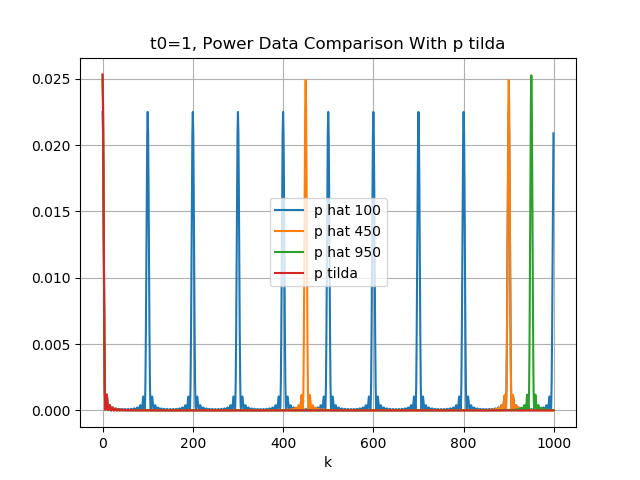 t0=1, Power Data Comparison With p tilda
0.025
0.020
0.015
0.010
0.005
0.000
p hat 100
p hat 450
p hat 950
p tilda
0 200 400 600 800 1000
k